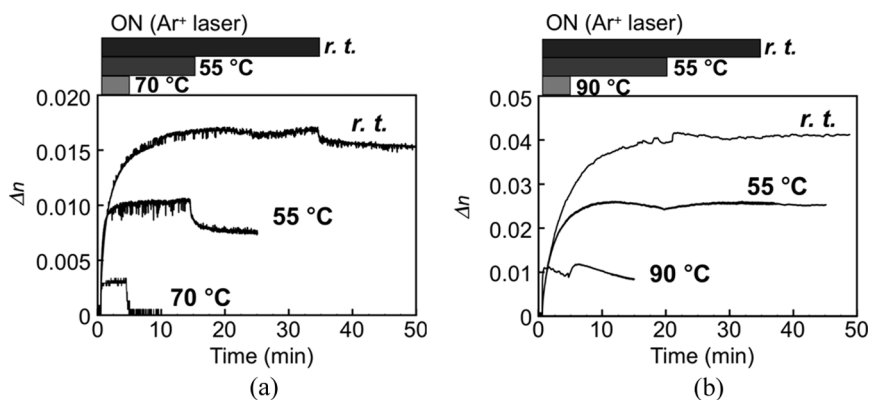 ON (Ar⁺ laser)
r. t.
55 °C
70 °C
0.020
0.015
0.010
0.005
0
Δn
r. t.
55 °C
70 °C
0 10 20 30 40 50
Time (min)
(a)
ON (Ar⁺ laser)
r. t.
55 °C
90 °C
0.05
0.04
0.03
0.02
0.01
0
Δn
r. t.
55 °C
90 °C
0 10 20 30 40 50
Time (min)
(b)